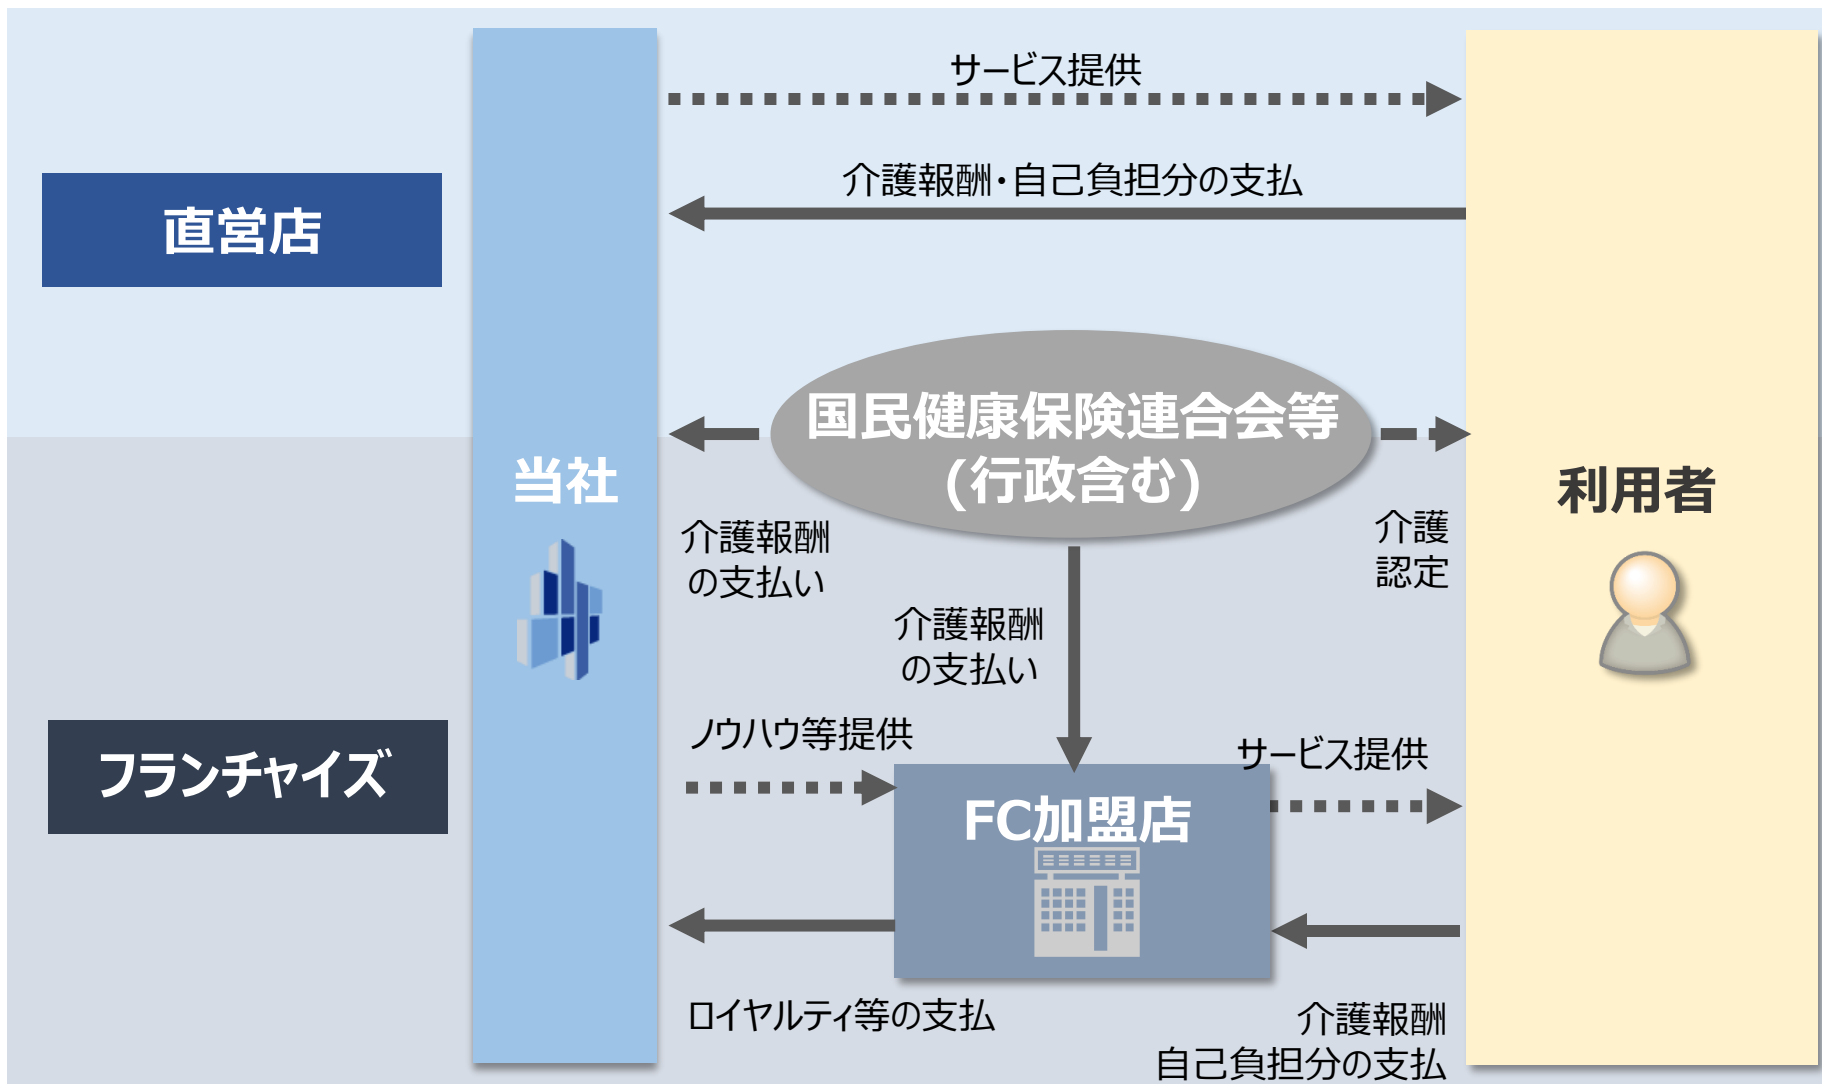 サービス提供
介護報酬・自己負担分の支払
直営店
国民健康保険連合会等
(行政含む)
当社
利用者
介護報酬
の支払い
介護
認定
介護報酬
の支払い
フランチャイズ
ノウハウ等提供
サービス提供
FC加盟店
ロイヤルティ等の支払
介護報酬
自己負担分の支払